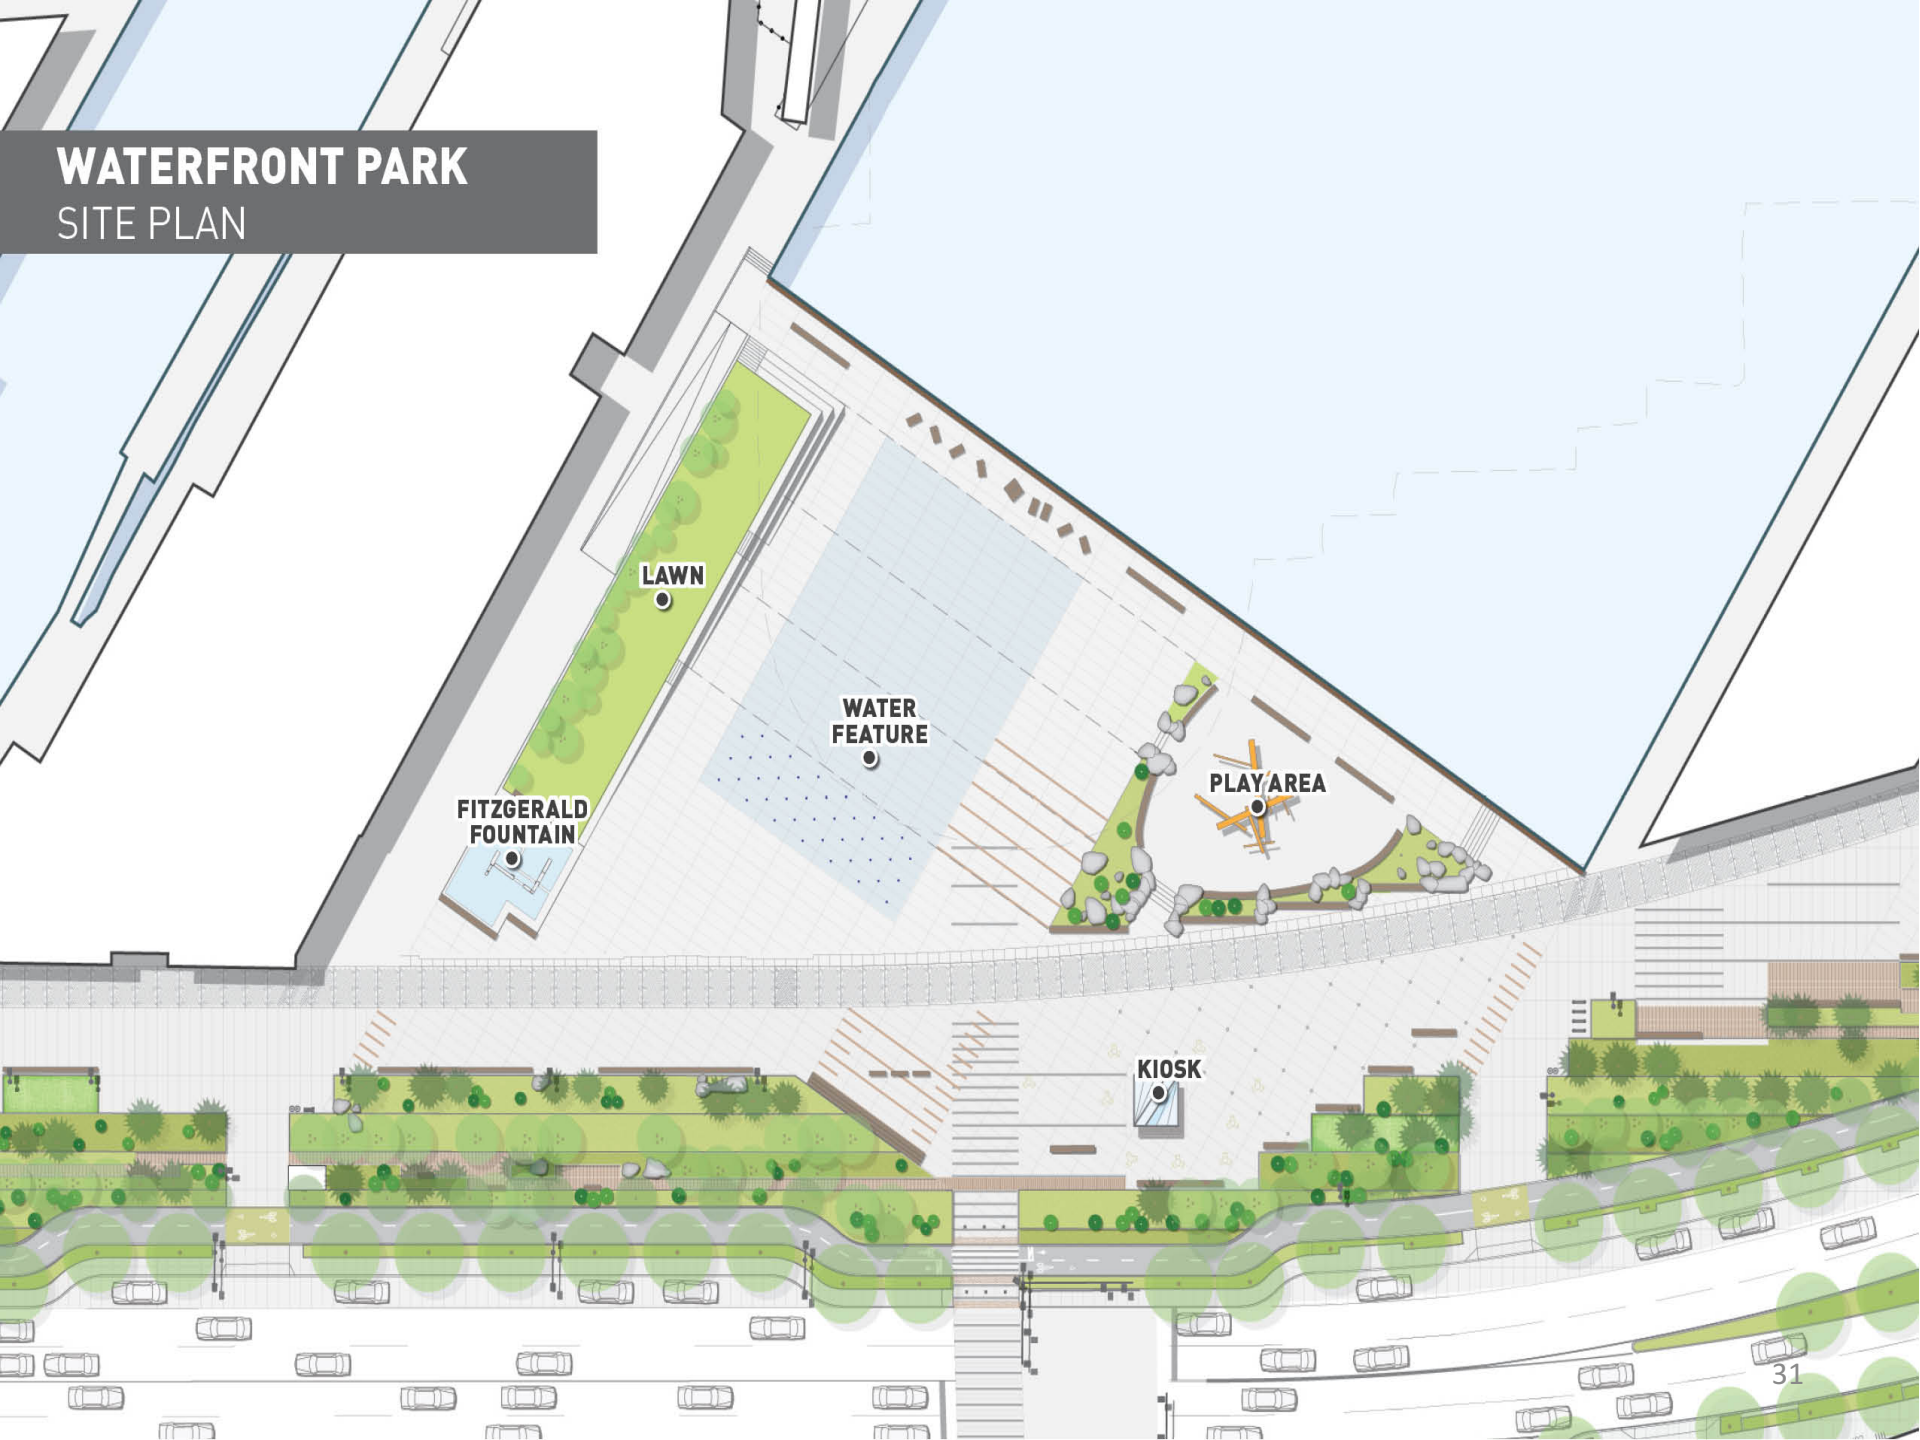 WATERFRONT PARK
SITE PLAN
LAWN
WATER
FEATURE
PLAY AREA
FITZGERALD
FOUNTAIN
KIOSK
31